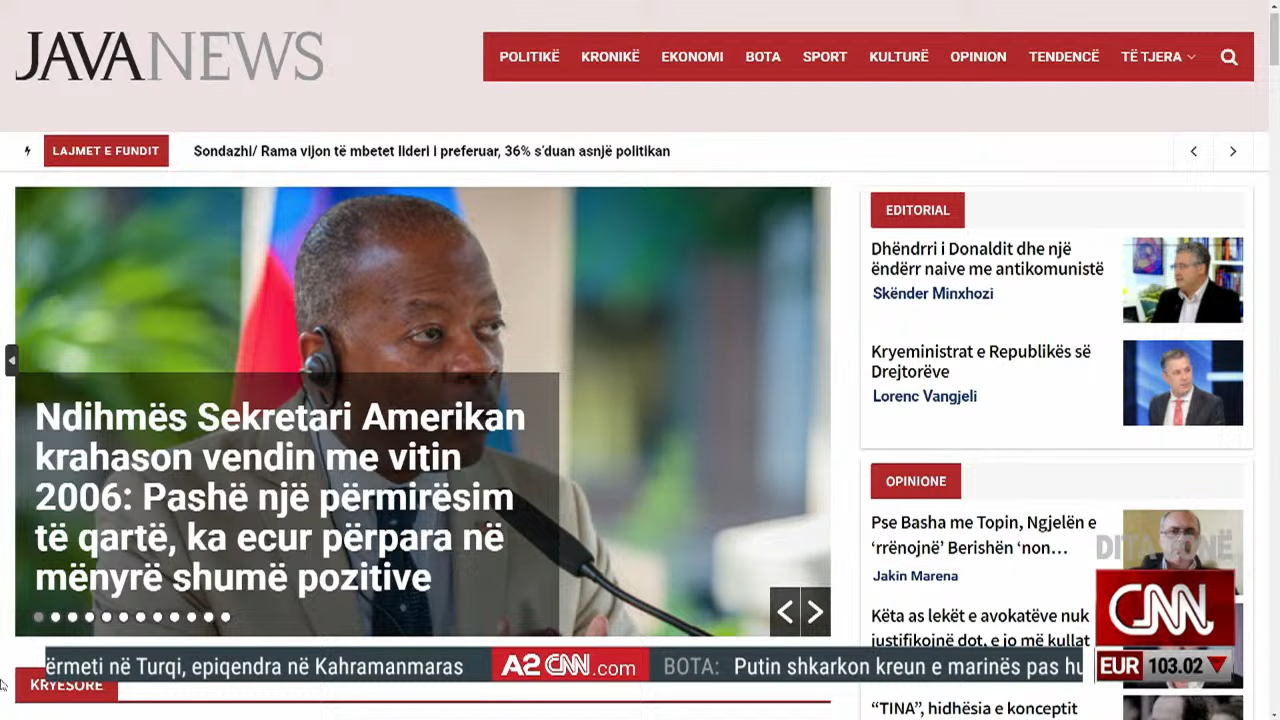 JAVANEWS
POLITIKË KRONIKË EKONOMI BOTA SPORT KULTURË OPINION TENDENCË TË TJERA
LAJMET E FUNDIT
Sondazhi/ Rama vijon të mbetet lideri i preferuar, 36% s'duan asnjë politikan
Ndihmës Sekretari Amerikan
krahason vendin me vitin
2006: Pashë një përmirësim
të qartë, ka ecur përpara në
mënyrë shumë pozitive
EDITORIAL
Dhëndrri i Donaldit dhe një
ëndërr naive me antikomunistë
Skënder Minxhozi
Kryeministrat e Republikës së
Drejtorëve
Lorenc Vangjeli
OPINIONE
Pse Basha me Topin, Ngjelën e
'rrënojnë' Berishën 'non…
Jakin Marena
DITA JONË
Këta as lekët e avokatëve nuk
justifikojnë dot, e jo më kullat
"TINA", hidhësia e konceptit
CNN
EUR 103.02
ërmeti në Turqi, epiqendra në Kahramanmaras A2 CNN.com BOTA: Putin shkarkon kreun e marinës pas hu
KRYESORE